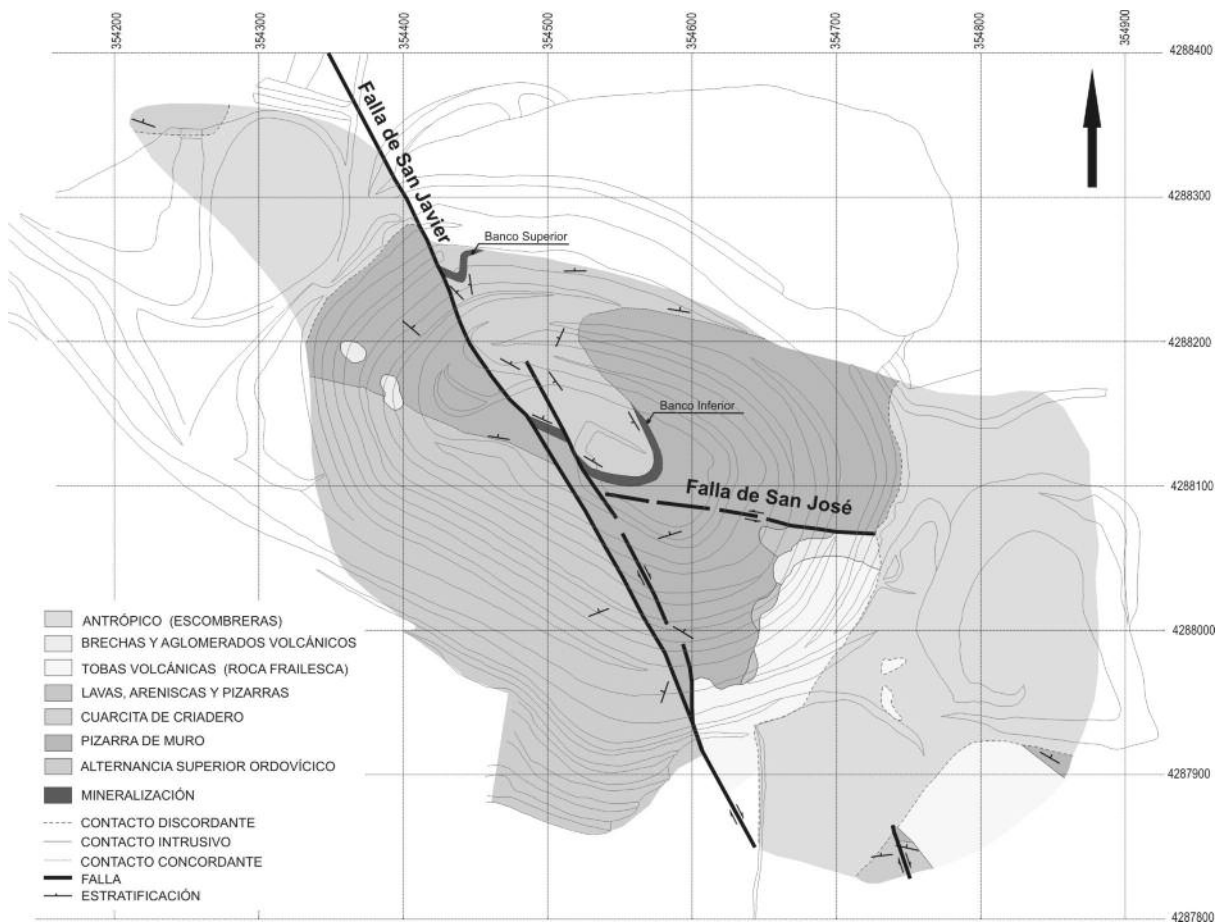 354200
354300
354400
354500
354600
354700
354800
354900
4288400
Falla de San Javier
4288300
Banco Superior
4288200
Banco Inferior
4288100
Falla de San José
4288000
4287900
4287800
ANTRÓPICO (ESCOMBRERAS)
BRECHAS Y AGLOMERADOS VOLCÁNICOS
TOBAS VOLCÁNICAS (ROCA FRAILESCA)
LAVAS, ARENISCAS Y PIZARRAS
CUARCITA DE CRIADERO
PIZARRA DE MURO
ALTERNANCIA SUPERIOR ORDOVÍCICO
MINERALIZACIÓN
CONTACTO DISCORDANTE
CONTACTO INTRUSIVO
CONTACTO CONCORDANTE
FALLA
ESTRATIFICACIÓN